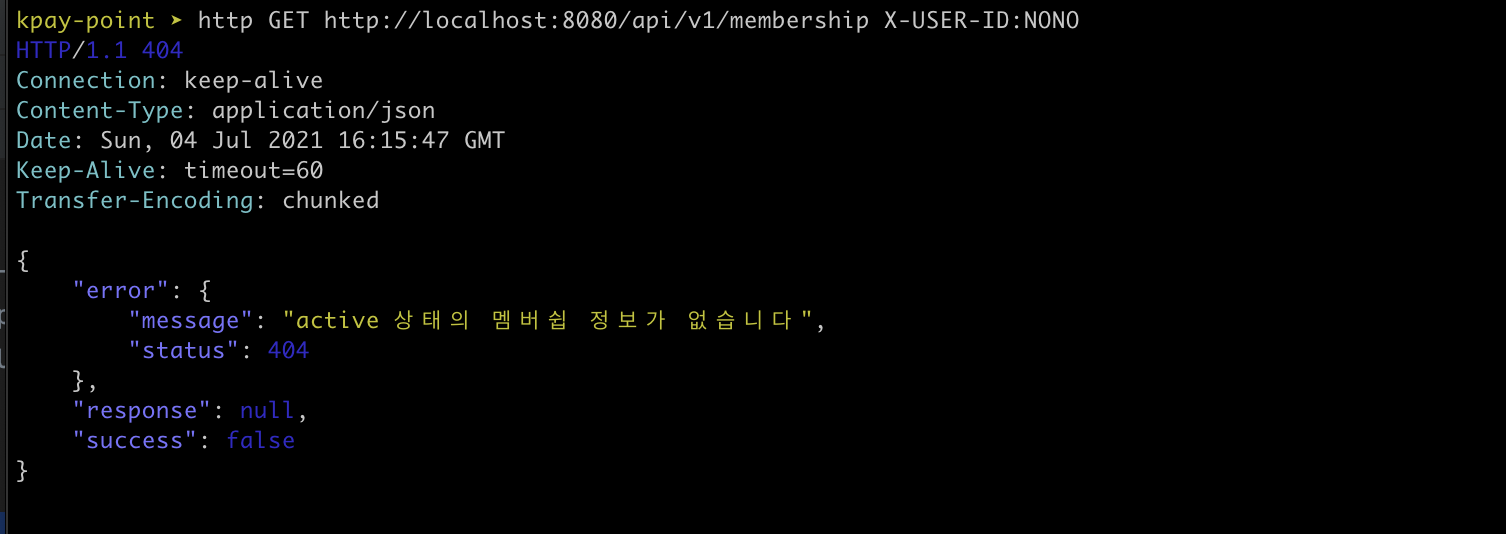 kpay-point ➤ http GET http://localhost:8080/api/v1/membership X-USER-ID:NONO
HTTP/1.1 404
Connection: keep-alive
Content-Type: application/json
Date: Sun, 04 Jul 2021 16:15:47 GMT
Keep-Alive: timeout=60
Transfer-Encoding: chunked

{
    "error": {
        "message": "active 상태의 멤버쉽 정보가 없습니다",
        "status": 404
    },
    "response": null,
    "success": false
}